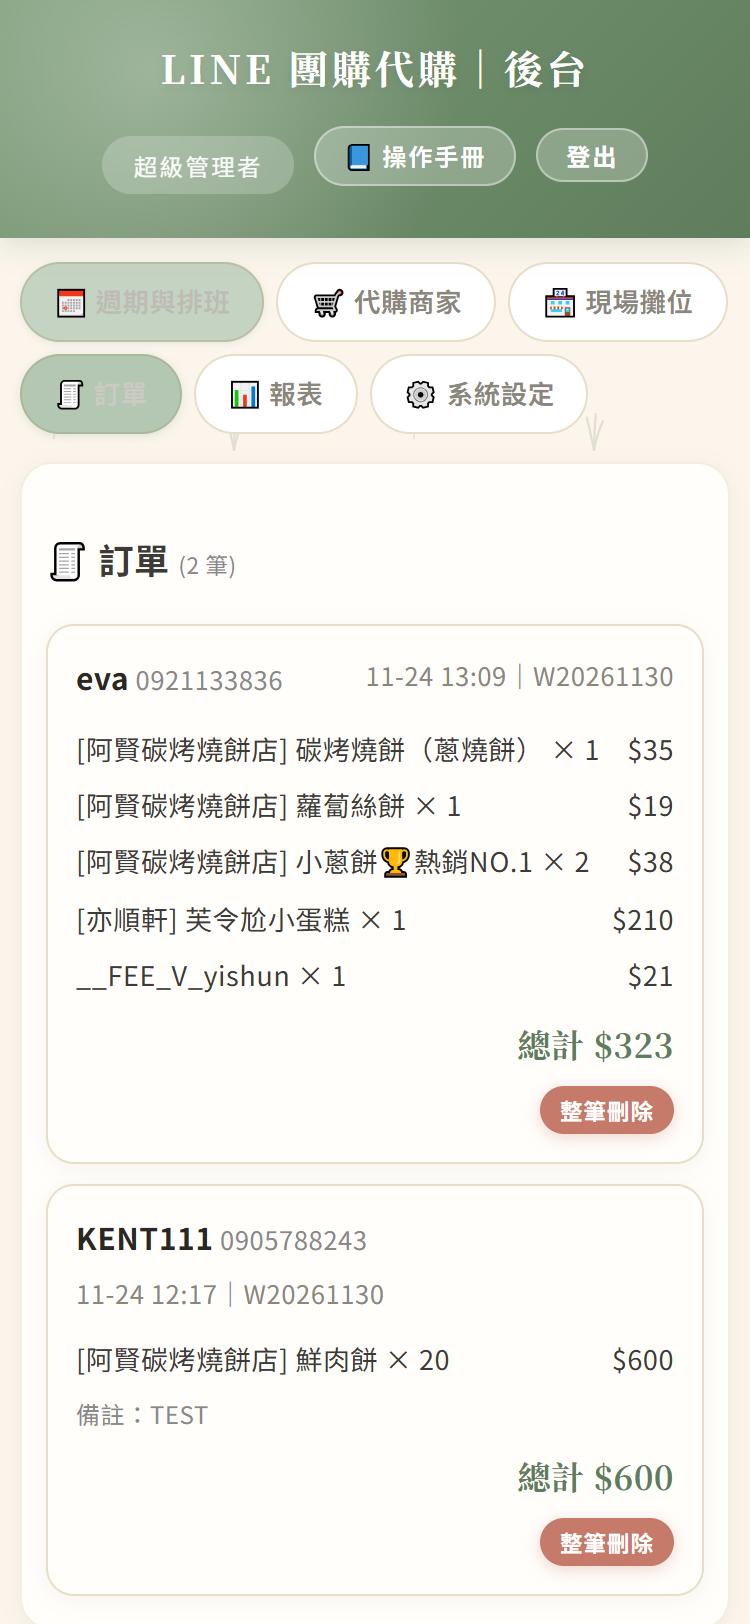 LINE 團購代購｜後台
超級管理者
📘 操作手冊
登出
📅 週期與排班
🛒 代購商家
🏪 現場攤位
🧾 訂單
📊 報表
⚙️ 系統設定
🧾 訂單 (2 筆)
eva 0921133836
11-24 13:09｜W20261130
[阿賢碳烤燒餅店] 碳烤燒餅（蔥燒餅） × 1 $35
[阿賢碳烤燒餅店] 蘿蔔絲餅 × 1 $19
[阿賢碳烤燒餅店] 小蔥餅🏆熱銷NO.1 × 2 $38
[亦順軒] 芙令尬小蛋糕 × 1 $210
__FEE_V_yishun × 1 $21
總計 $323
整筆刪除
KENT111 0905788243
11-24 12:17｜W20261130
[阿賢碳烤燒餅店] 鮮肉餅 × 20 $600
備註：TEST
總計 $600
整筆刪除